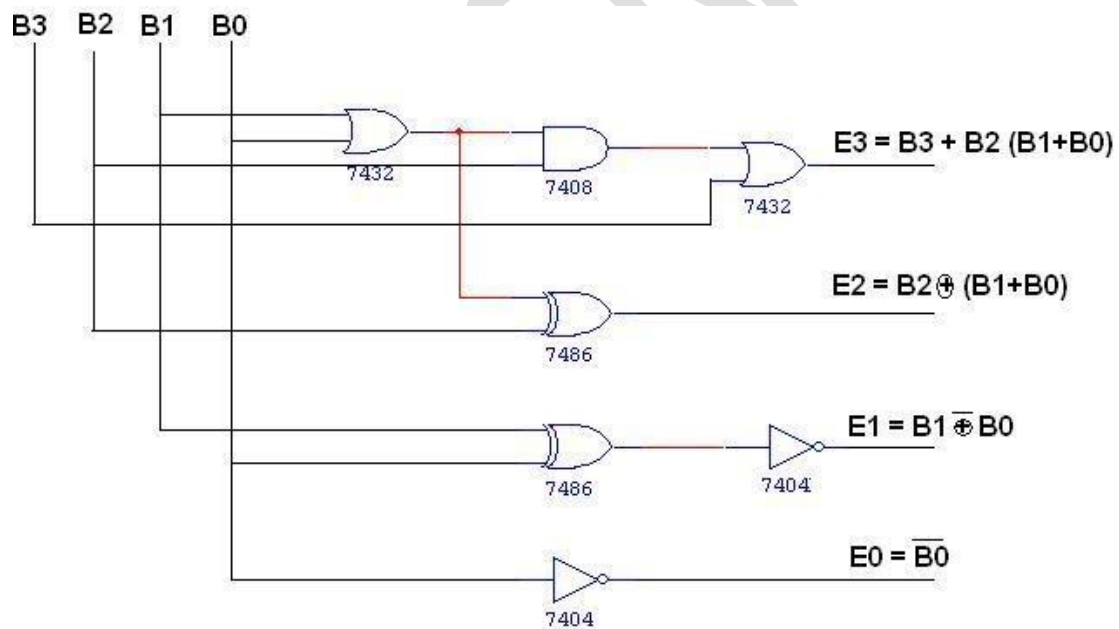 B3 B2 B1 B0
7432
7408
7432
E3 = B3 + B2 (B1+B0)
7486
E2 = B2 ⊕ (B1+B0)
7486
7404
E1 = B1 ⊕̅ B0
7404
E0 = B̅0̅